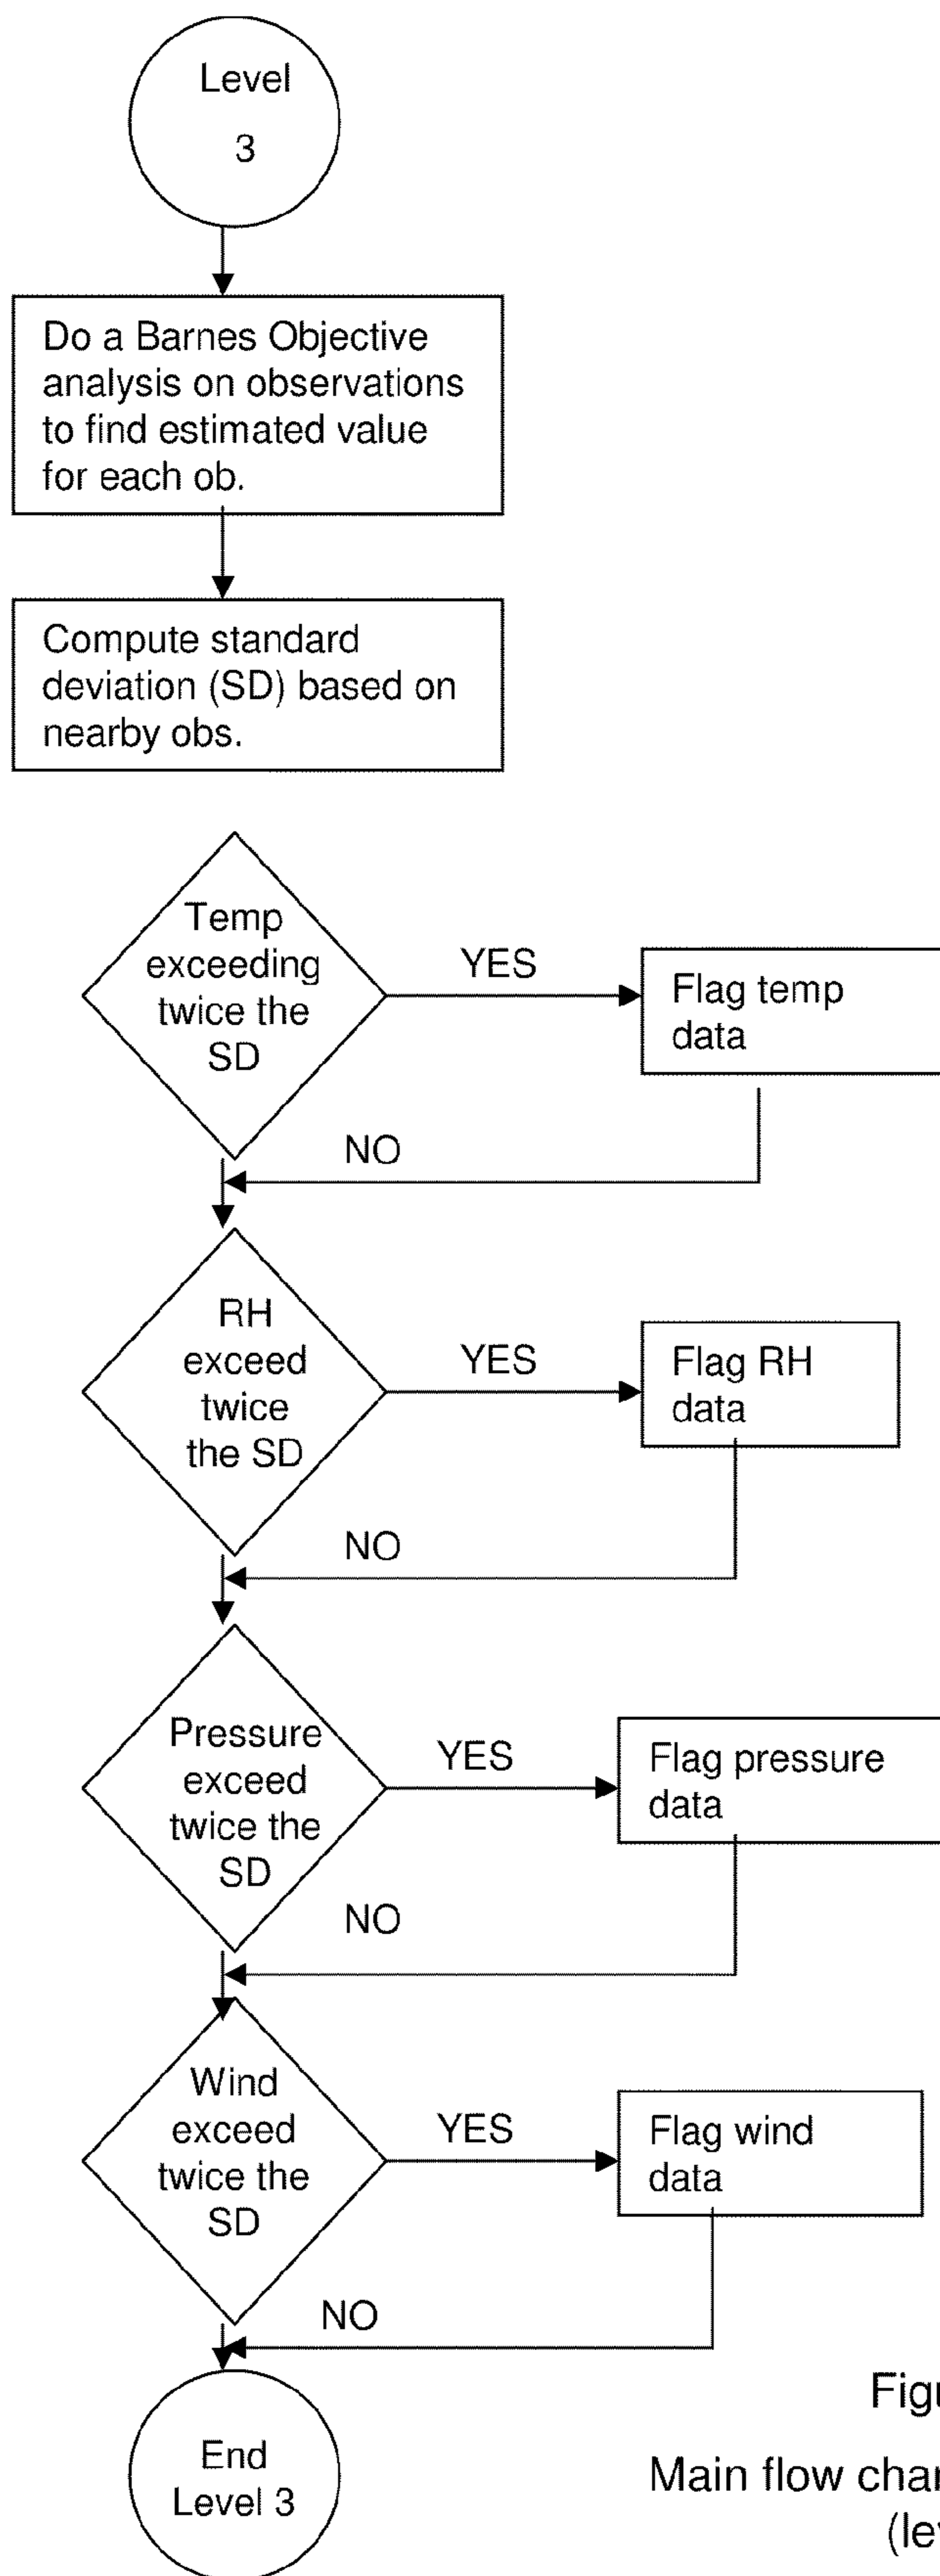 Level
3
Do a Barnes Objective
analysis on observations
to find estimated value
for each ob.
Compute standard
deviation (SD) based on
nearby obs.
Temp
exceeding
twice the
SD
YES
Flag temp
data
NO
RH
exceed
twice
the SD
YES
Flag RH
data
NO
Pressure
exceed
twice the
SD
YES
Flag pressure
data
NO
Wind
exceed
twice the
SD
YES
Flag wind
data
NO
End
Level 3
Main flow